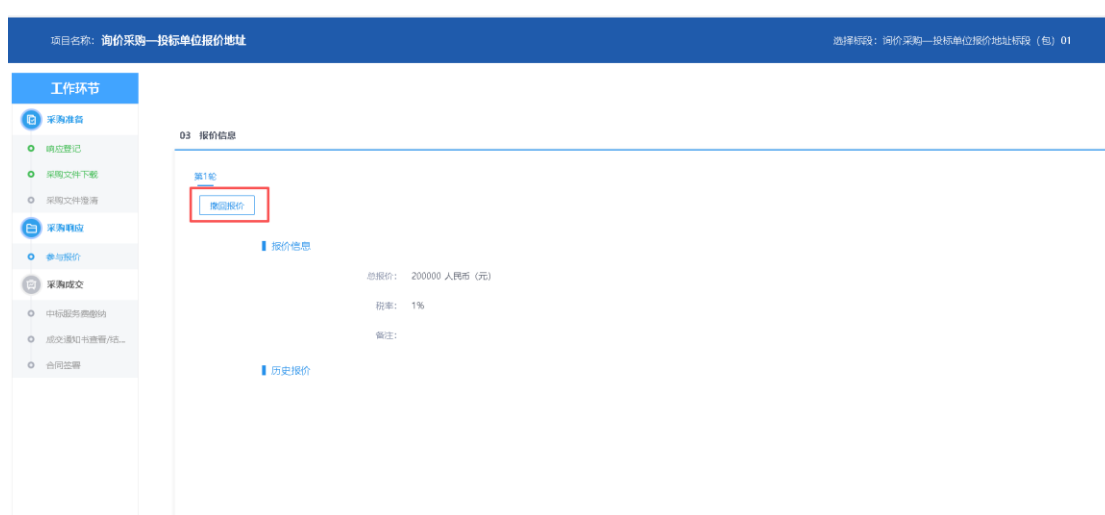 项目名称：询价采购—投标单位报价地址
选择标段：询价采购—投标单位报价地址标段（包）01
工作环节
采购准备
响应登记
采购文件下载
采购文件澄清
采购响应
参与报价
采购成交
中标服务费缴纳
成交通知书查看/结...
合同签署
03 报价信息
第1轮
撤回报价
报价信息
总报价： 200000 人民币（元）
税率： 1%
备注：
历史报价